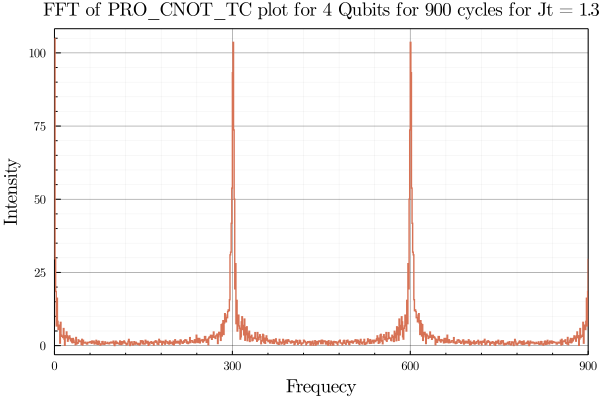 FFT of PRO_CNOT_TC plot for 4 Qubits for 900 cycles for Jt = 1.3
100
75
50
25
0
Intensity
0 300 600 900
Frequecy